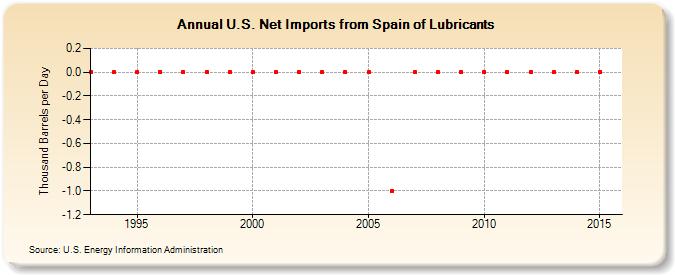 Annual U.S. Net Imports from Spain of Lubricants
Thousand Barrels per Day
0.2
0.0
-0.2
-0.4
-0.6
-0.8
-1.0
-1.2
1995 2000 2005 2010 2015
Source: U.S. Energy Information Administration